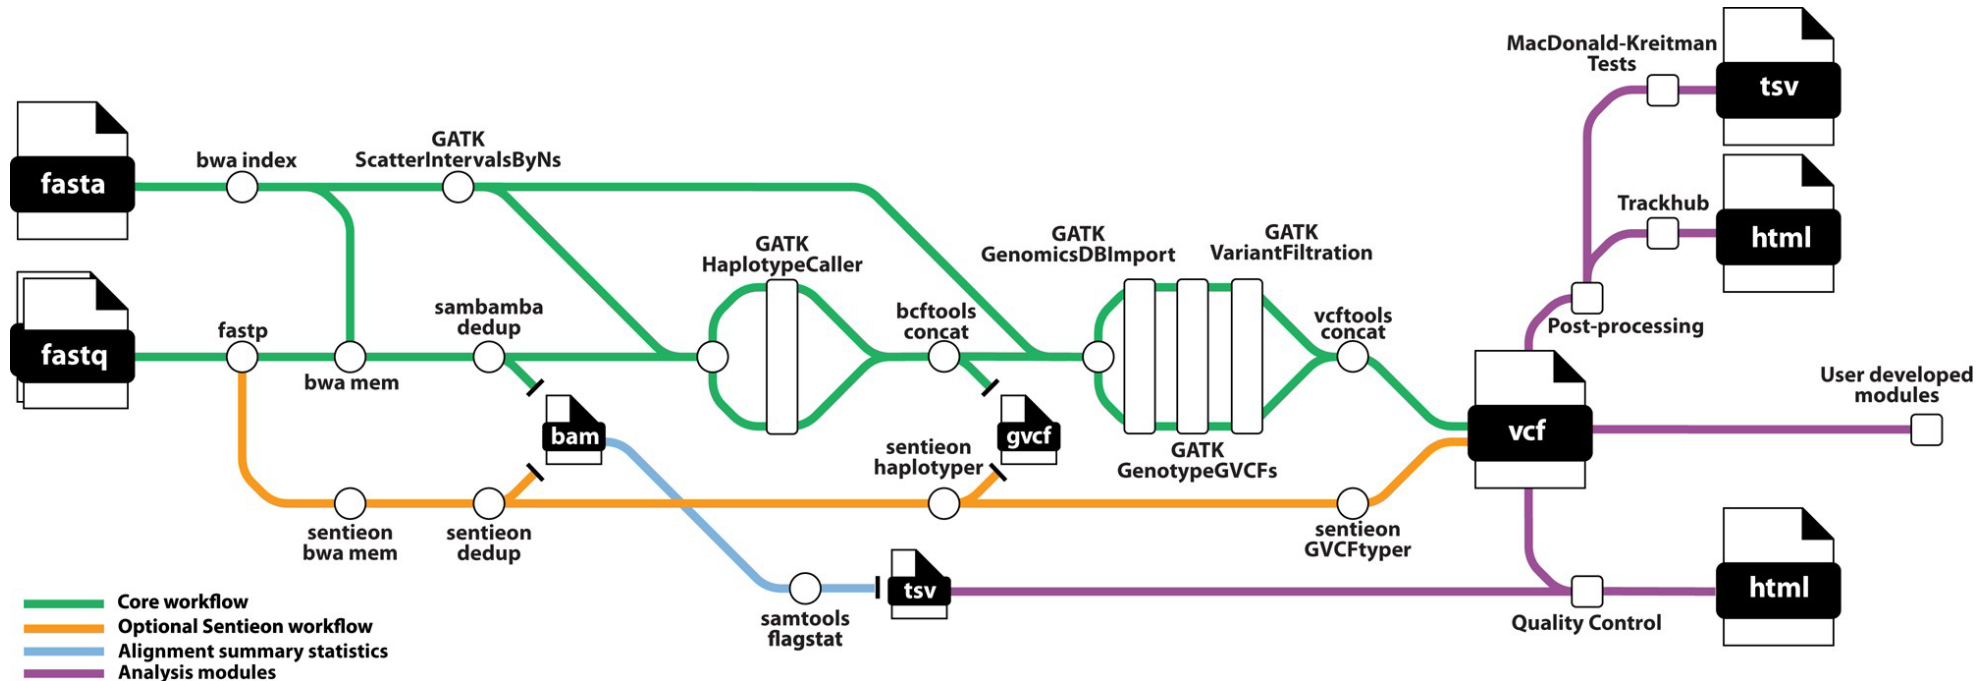 MacDonald-Kreitman
Tests
tsv
fasta
bwa index
GATK
ScatterIntervalsByNs
Trackhub
html
GATK
HaplotypeCaller
GATK
GenomicsDBImport
GATK
VariantFiltration
fastq
fastp
bwa mem
sambamba
dedup
bcftools
concat
vcftools
concat
Post-processing
bam
gvcf
GATK
GenotypeGVCFs
vcf
User developed
modules
sentieon
haplotyper
sentieon
bwa mem
sentieon
dedup
sentieon
GVCFtyper
samtools
flagstat
tsv
Quality Control
html
Core workflow
Optional Sentieon workflow
Alignment summary statistics
Analysis modules